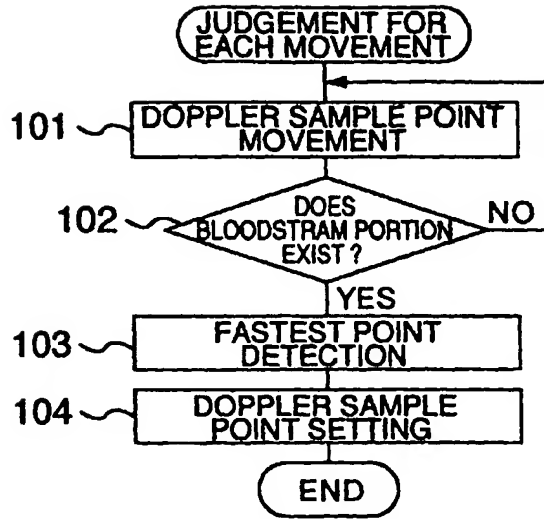 JUDGEMENT FOR
EACH MOVEMENT
101
DOPPLER SAMPLE POINT
MOVEMENT
102
DOES
BLOODSTRAM PORTION
EXIST ?
NO
YES
103
FASTEST POINT
DETECTION
104
DOPPLER SAMPLE
POINT SETTING
END